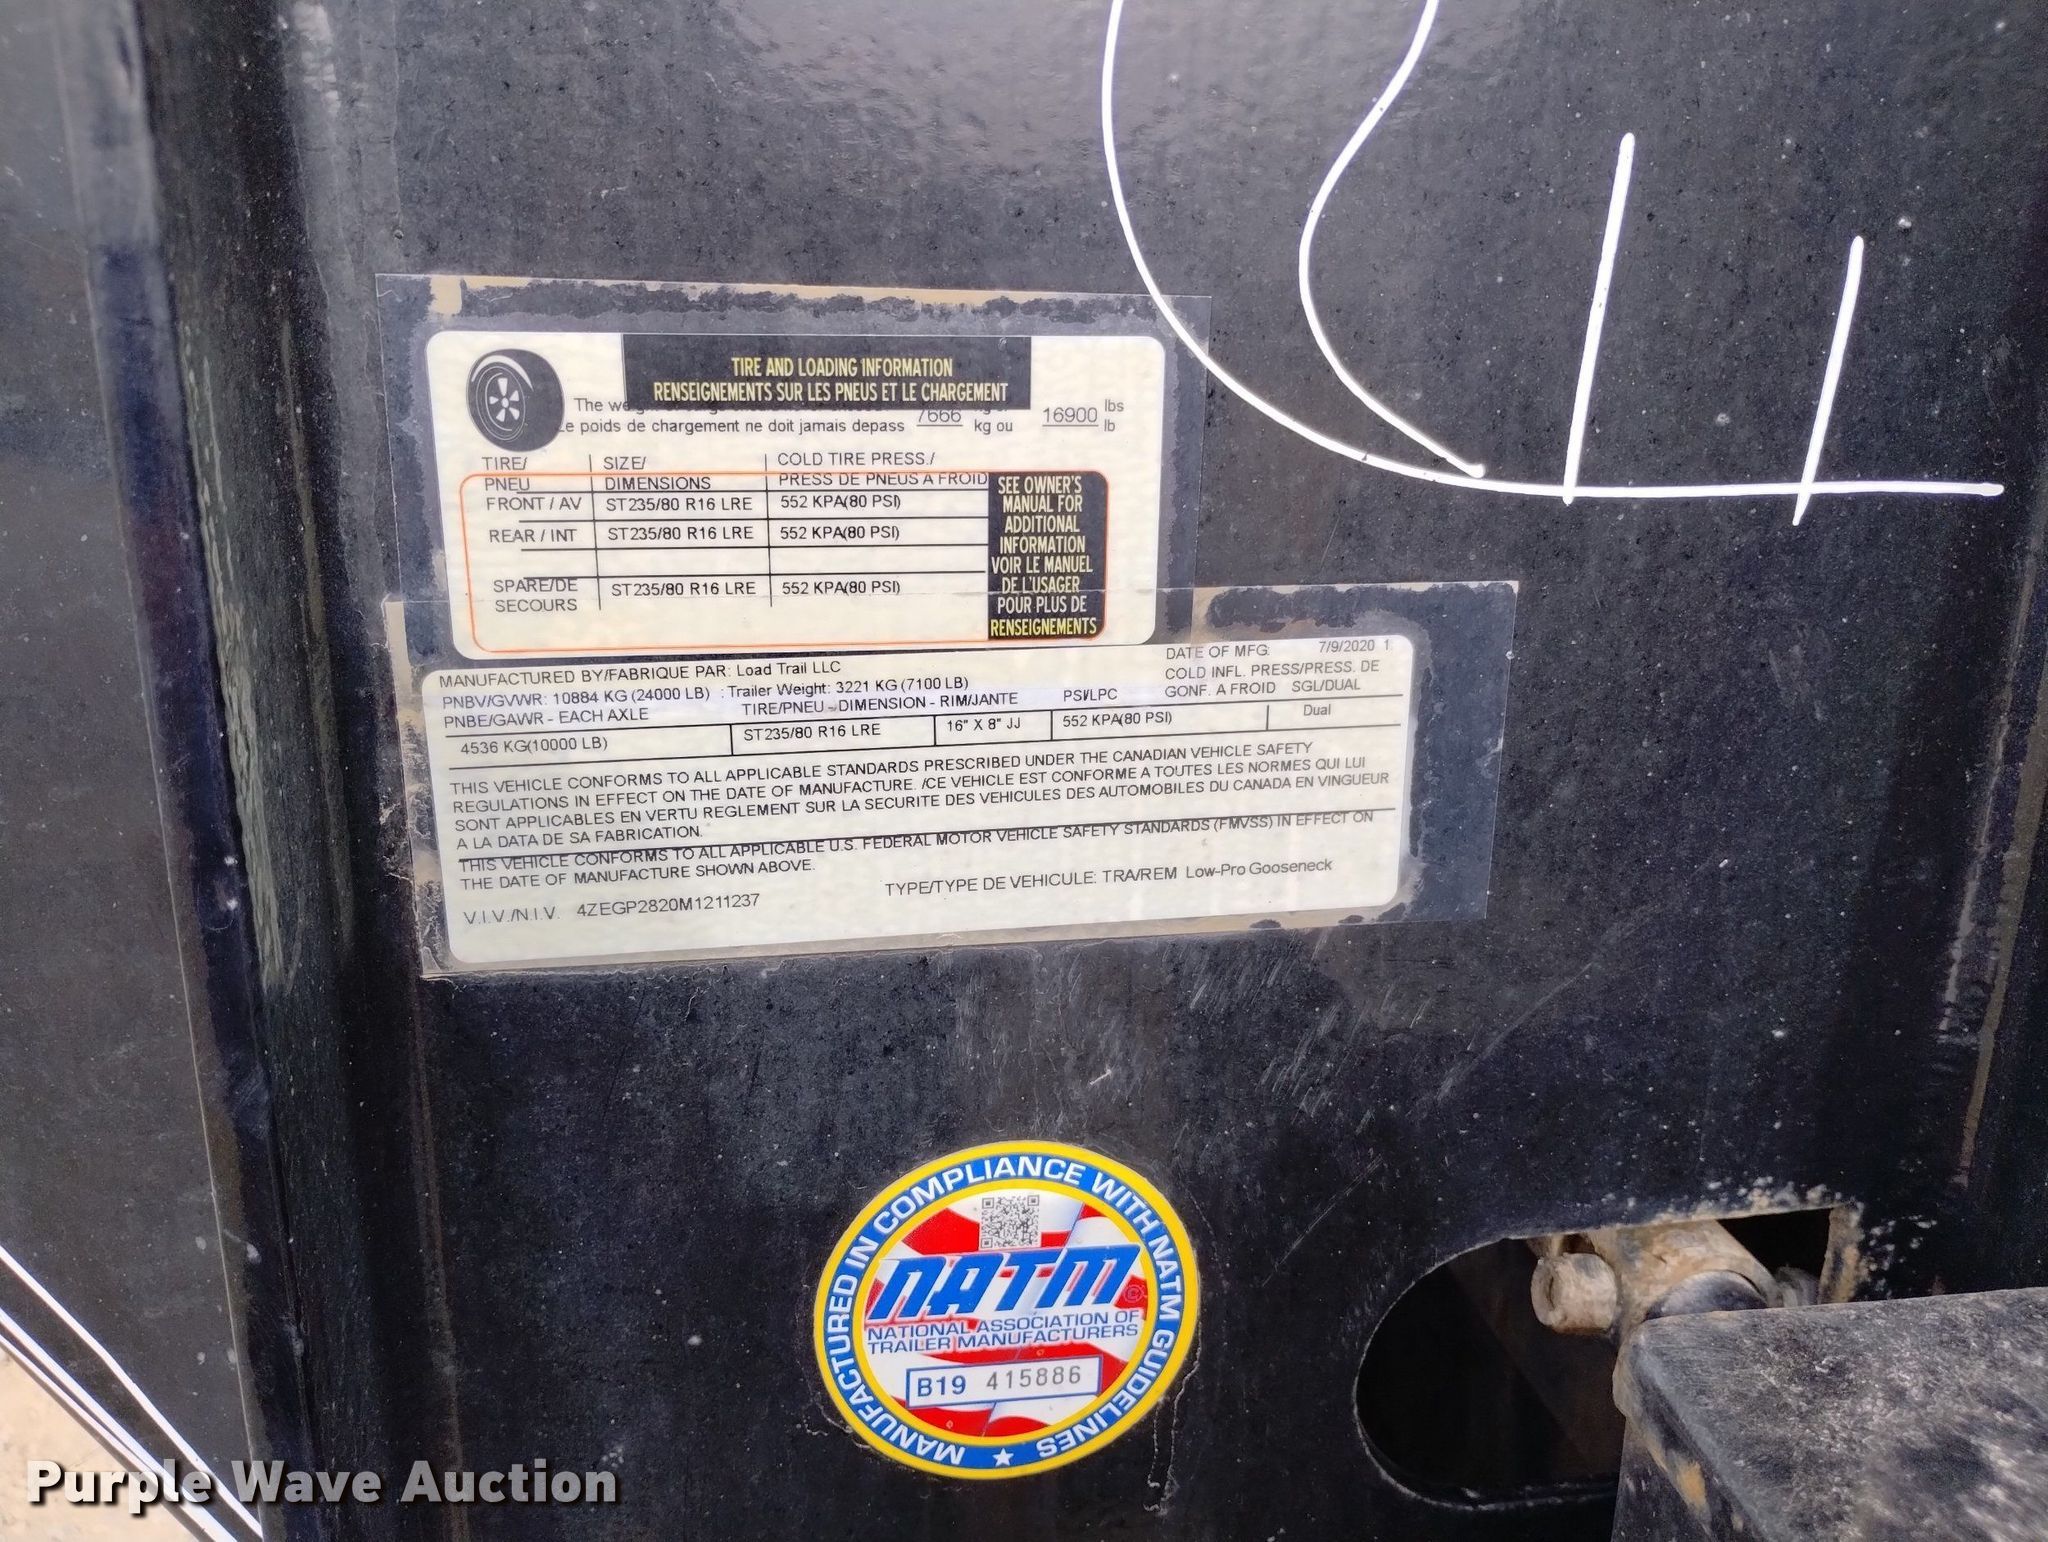 TIRE AND LOADING INFORMATION
RENSEIGNEMENTS SUR LES PNEUS ET LE CHARGEMENT
The 7666 16900 lbs
Le poids de chargement ne doit jamais depass kg ou lb
TIRE/ SIZE/ COLD TIRE PRESS./
PNEU DIMENSIONS PRESS DE PNEUS A FROID
FRONT / AV ST235/80 R16 LRE 552 KPA(80 PSI)
REAR / INT ST235/80 R16 LRE 552 KPA(80 PSI)
SPARE/DE ST235/80 R16 LRE 552 KPA(80 PSI)
SECOURS
SEE OWNER'S
MANUAL FOR
ADDITIONAL
INFORMATION
VOIR LE MANUEL
DE L'USAGER
POUR PLUS DE
RENSEIGNEMENTS
MANUFACTURED BY/FABRIQUE PAR: Load Trail LLC DATE OF MFG: 7/9/2020 1
PNBV/GVWR: 10884 KG (24000 LB) : Trailer Weight: 3221 KG (7100 LB) COLD INFL. PRESS/PRESS. DE
PNBE/GAWR - EACH AXLE TIRE/PNEU - DIMENSION - RIM/JANTE PSI/LPC GONF. A FROID SGL/DUAL
4536 KG(10000 LB) ST235/80 R16 LRE 16" X 8" JJ 552 KPA(80 PSI) Dual
THIS VEHICLE CONFORMS TO ALL APPLICABLE STANDARDS PRESCRIBED UNDER THE CANADIAN VEHICLE SAFETY
REGULATIONS IN EFFECT ON THE DATE OF MANUFACTURE. /CE VEHICLE EST CONFORME A TOUTES LES NORMES QUI LUI
SONT APPLICABLES EN VERTU REGLEMENT SUR LA SECURITE DES VEHICULES DES AUTOMOBILES DU CANADA EN VINGUEUR
A LA DATA DE SA FABRICATION.
THIS VEHICLE CONFORMS TO ALL APPLICABLE U.S. FEDERAL MOTOR VEHICLE SAFETY STANDARDS (FMVSS) IN EFFECT ON
THE DATE OF MANUFACTURE SHOWN ABOVE.
V.I.V./N.I.V. 4ZEGP2820M1211237 TYPE/TYPE DE VEHICULE: TRA/REM Low-Pro Gooseneck
MANUFACTURED IN COMPLIANCE WITH NATM GUIDELINES
NATM ©
NATIONAL ASSOCIATION OF
TRAILER MANUFACTURERS
B19 415886
Purple Wave Auction